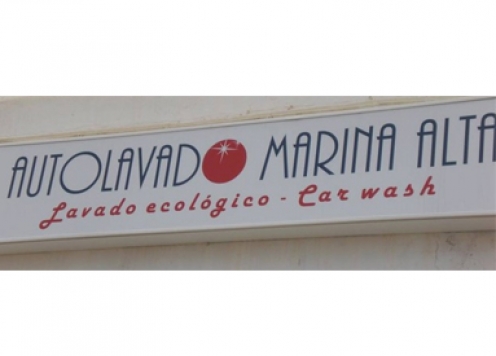 AUTOLAVADO MARINA ALTA
Lavado ecológico - Car wash